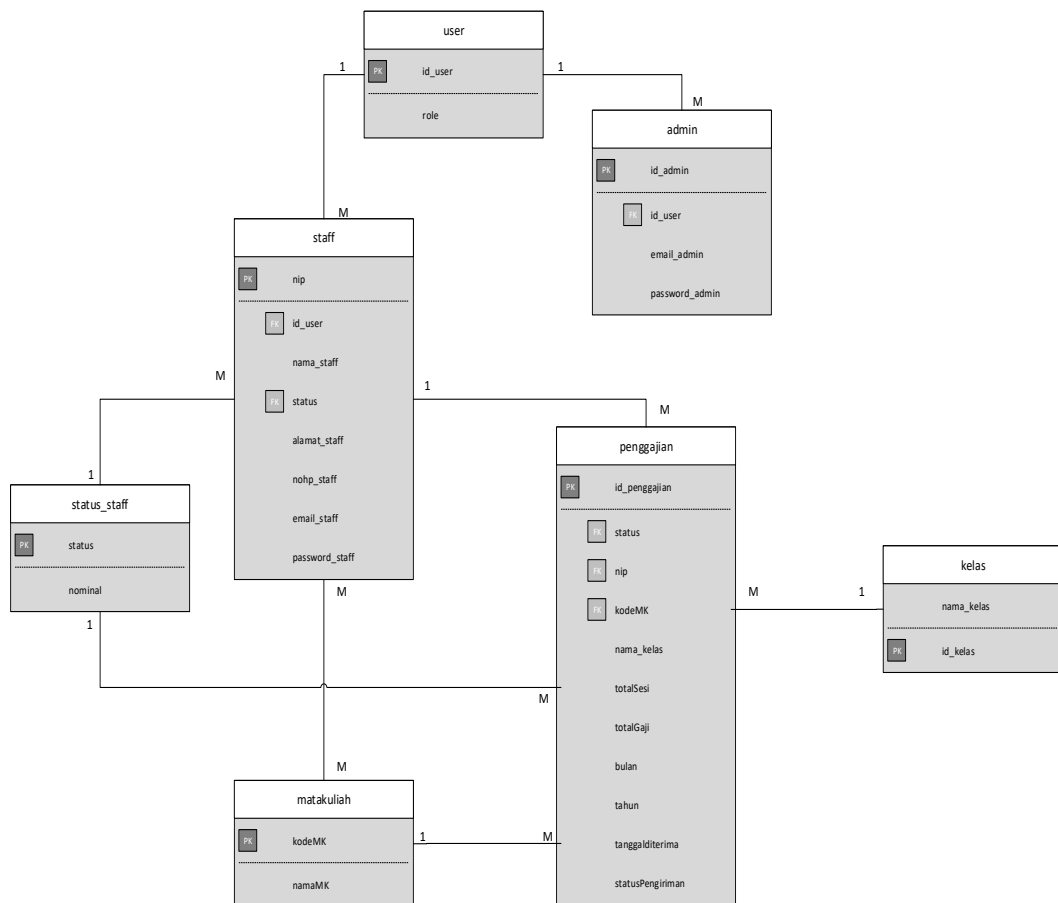 user
PK id_user
role
1
1
M
admin
PK id_admin
FK id_user
email_admin
password_admin
M
staff
PK nip
FK id_user
nama_staff
FK status
alamat_staff
nohp_staff
email_staff
password_staff
M
1
1
M
status_staff
PK status
nominal
1
penggajian
PK id_penggajian
FK status
FK nip
FK kodeMK
nama_kelas
totalSesi
totalGaji
bulan
tahun
tanggalditerima
statusPengiriman
M
1
kelas
nama_kelas
PK id_kelas
M
M
M
matakuliah
PK kodeMK
namaMK
1
M